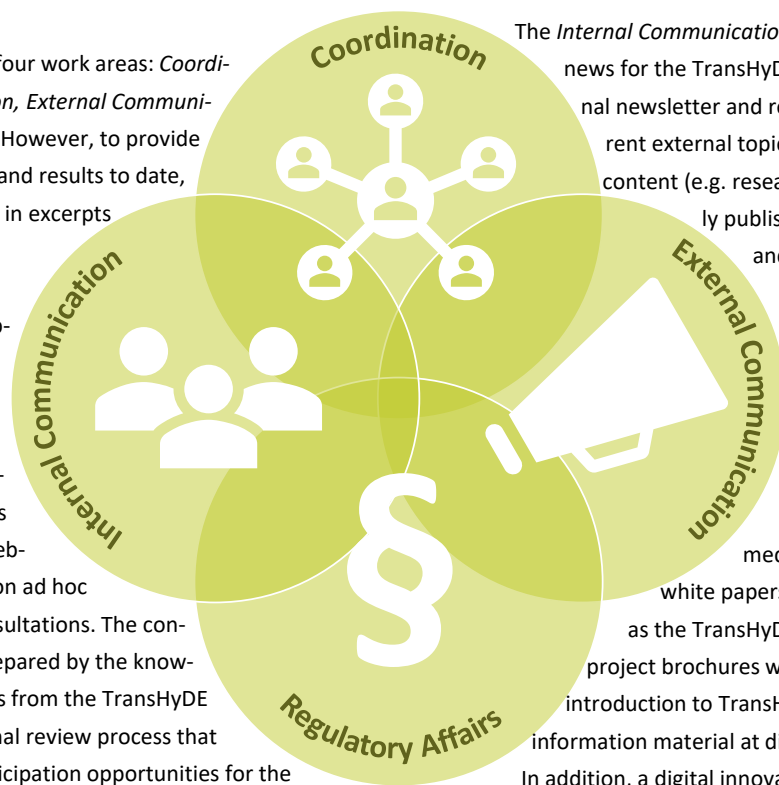 four work areas: Coordi-
on, External Communi-
However, to provide
and results to date,
in excerpts
eb-
on ad hoc
sultations. The con-
epared by the know-
s from the TransHyDE
nal review process that
icipation opportunities for the
Coordination
Internal Communication
External Communication
Regulatory Affairs
The Internal Communicatio
news for the TransHyD
nal newsletter and re
rent external topic
content (e.g. resea
ly publis
and
med
white papers
as the TransHyD
project brochures w
introduction to TransH
information material at di
In addition, a digital innova